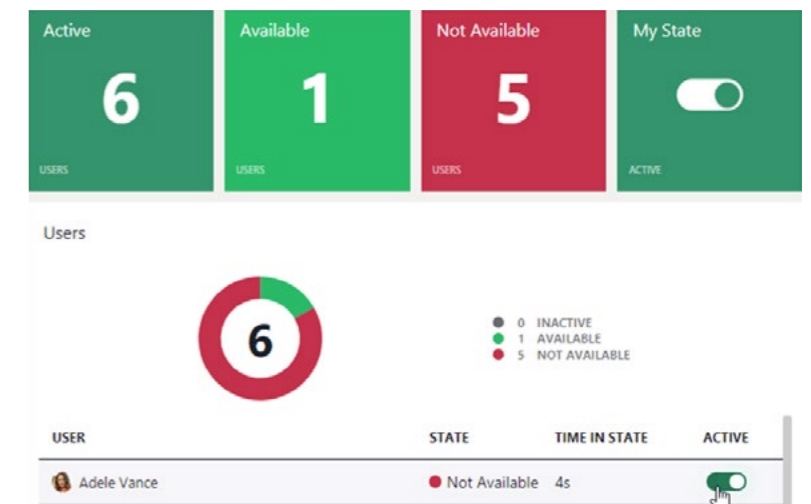 Active
Available
Not Available
My State
6
1
5
USERS
USERS
USERS
ACTIVE
Users
6
0 INACTIVE
1 AVAILABLE
5 NOT AVAILABLE
USER STATE TIME IN STATE ACTIVE
Adele Vance Not Available 4s